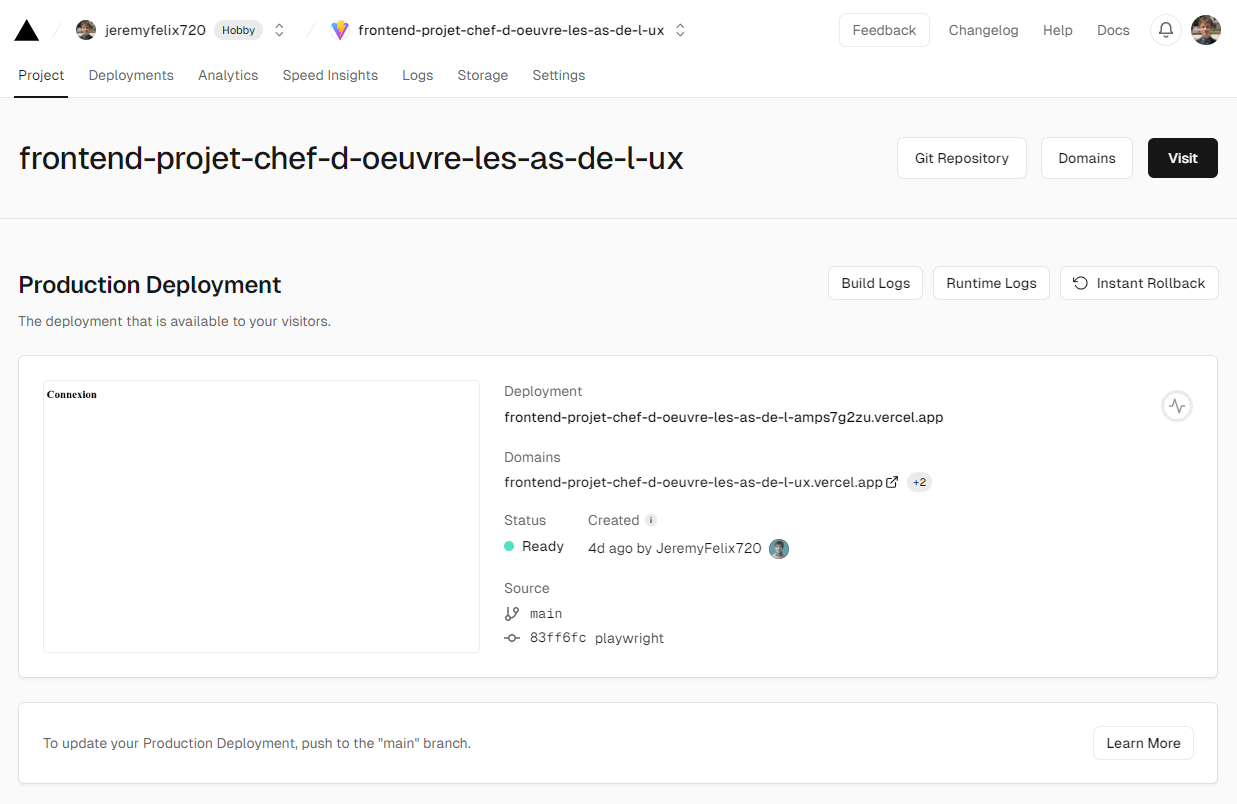 jeremyfelix720 Hobby frontend-projet-chef-d-oeuvre-les-as-de-l-ux Feedback Changelog Help Docs
Project Deployments Analytics Speed Insights Logs Storage Settings
frontend-projet-chef-d-oeuvre-les-as-de-l-ux Git Repository Domains Visit
Production Deployment Build Logs Runtime Logs Instant Rollback
The deployment that is available to your visitors.
Connexion
Deployment
frontend-projet-chef-d-oeuvre-les-as-de-l-amps7g2zu.vercel.app
Domains
frontend-projet-chef-d-oeuvre-les-as-de-l-ux.vercel.app +2
Status Created i
Ready 4d ago by JeremyFelix720
Source
main
83ff6fc playwright
To update your Production Deployment, push to the "main" branch. Learn More